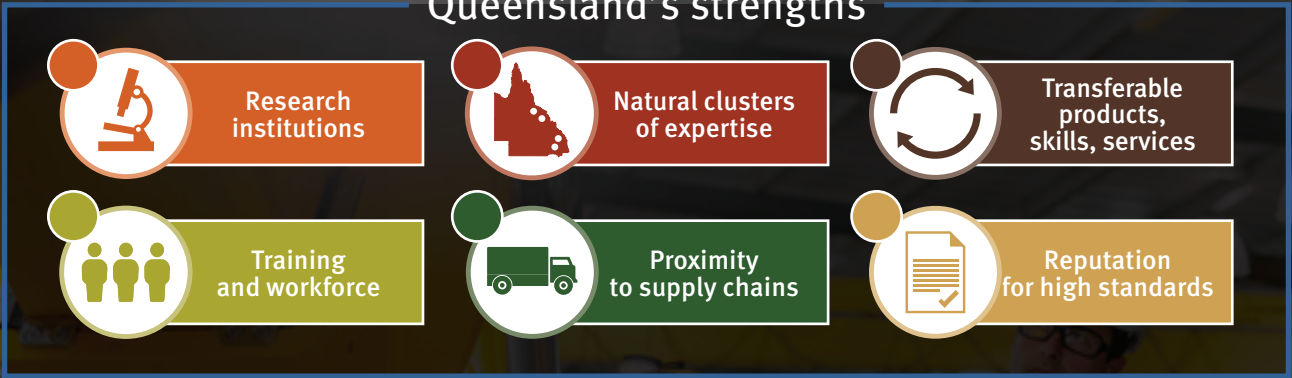 Queensland's strengths
Research
institutions
Natural clusters
of expertise
Transferable
products,
skills, services
Training
and workforce
Proximity
to supply chains
Reputation
for high standards